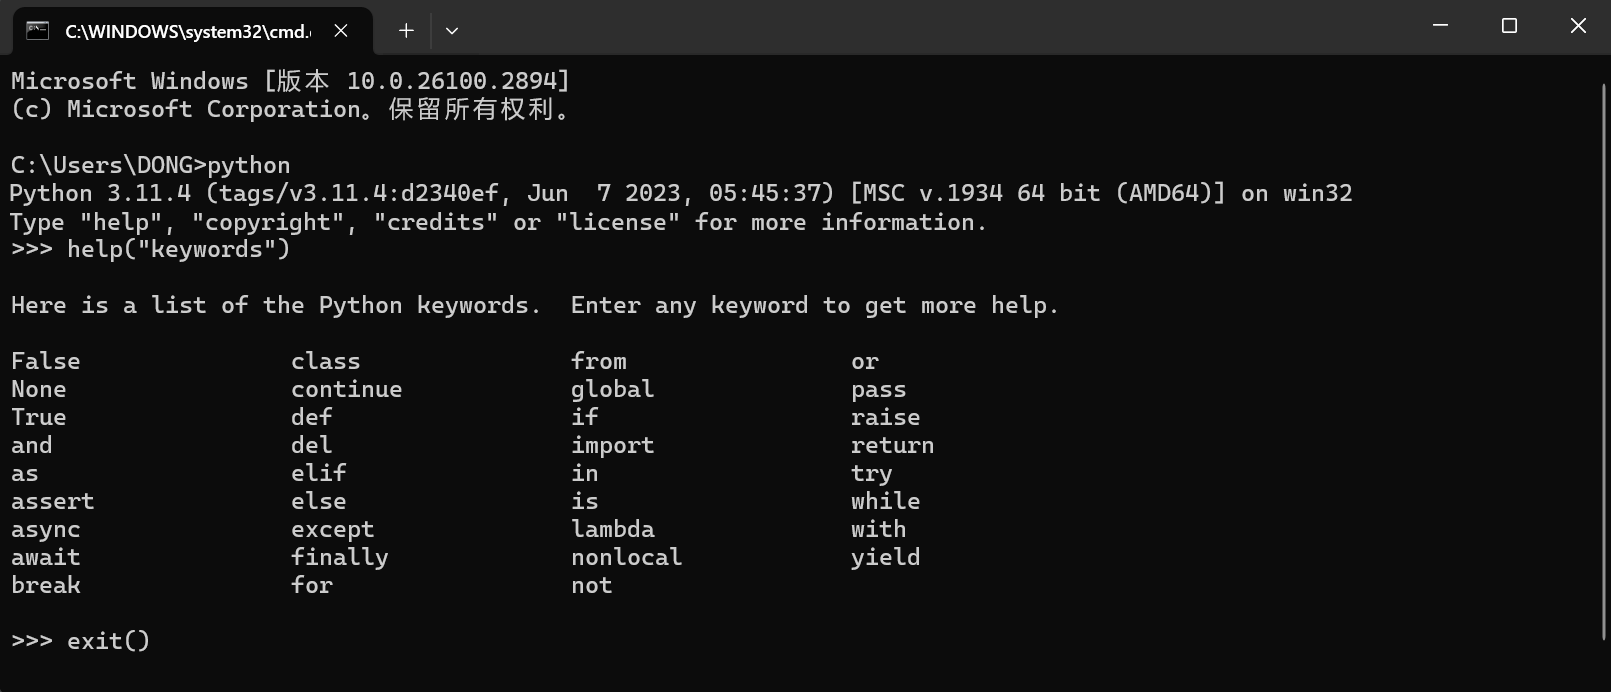 C:\WINDOWS\system32\cmd.
Microsoft Windows [版本 10.0.26100.2894]
(c) Microsoft Corporation。保留所有权利。
C:\Users\DONG>python
Python 3.11.4 (tags/v3.11.4:d2340ef, Jun  7 2023, 05:45:37) [MSC v.1934 64 bit (AMD64)] on win32
Type "help", "copyright", "credits" or "license" for more information.
>>> help("keywords")
Here is a list of the Python keywords.  Enter any keyword to get more help.
False               class               from                or
None                continue            global              pass
True                def                 if                  raise
and                 del                 import              return
as                  elif                in                  try
assert              else                is                  while
async               except              lambda              with
await               finally             nonlocal            yield
break               for                 not
>>> exit()